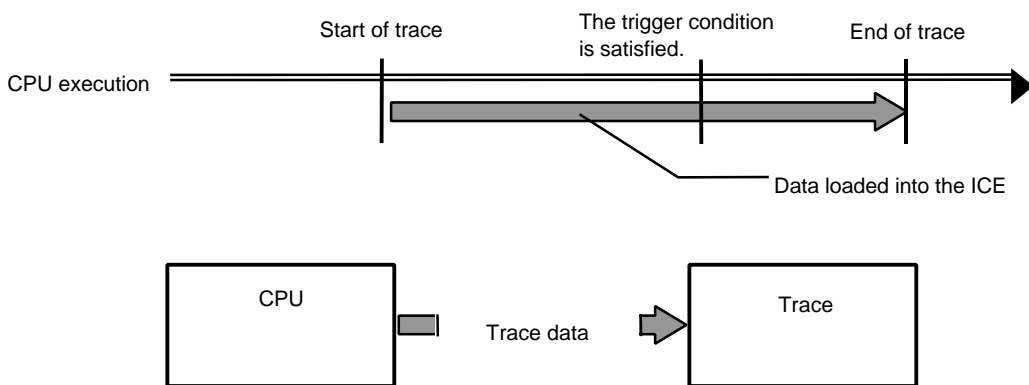 Start of trace
The trigger condition
is satisfied.
End of trace
CPU execution
Data loaded into the ICE
CPU
Trace data
Trace